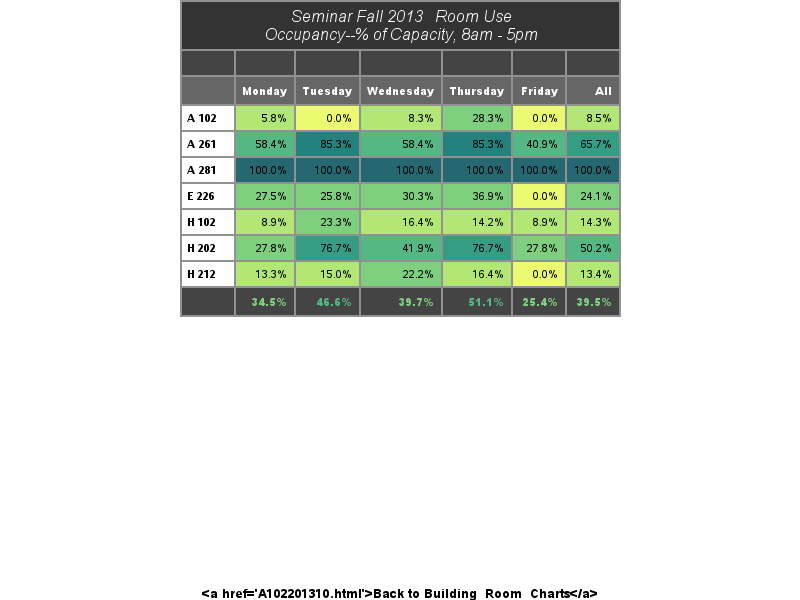 Seminar Fall 2013   Room Use
Occupancy--% of Capacity, 8am - 5pm
Monday Tuesday Wednesday Thursday Friday All
A 102 5.8% 0.0% 8.3% 28.3% 0.0% 8.5%
A 261 58.4% 85.3% 58.4% 85.3% 40.9% 65.7%
A 281 100.0% 100.0% 100.0% 100.0% 100.0% 100.0%
E 226 27.5% 25.8% 30.3% 36.9% 0.0% 24.1%
H 102 8.9% 23.3% 16.4% 14.2% 8.9% 14.3%
H 202 27.8% 76.7% 41.9% 76.7% 27.8% 50.2%
H 212 13.3% 15.0% 22.2% 16.4% 0.0% 13.4%
34.5% 46.6% 39.7% 51.1% 25.4% 39.5%
<a href='A102201310.html'>Back to Building  Room  Charts</a>